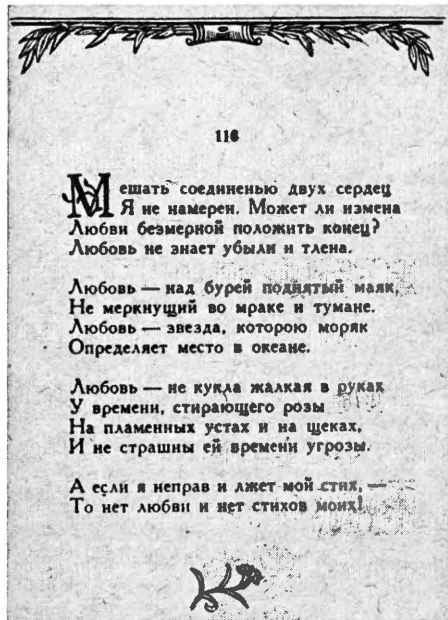 116
Мешать соединенью двух сердец
Я не намерен. Может ли измена
Любви безмерной положить конец?
Любовь не знает убыли и тлена.
Любовь — над бурей поднятый маяк,
Не меркнущий во мраке и тумане.
Любовь — звезда, которою моряк
Определяет место в океане.
Любовь — не кукла жалкая в руках
У времени, стирающего розы
На пламенных устах и на щеках,
И не страшны ей времени угрозы.
А если я неправ и лжет мой стих, —
То нет любви и нет стихов моих!